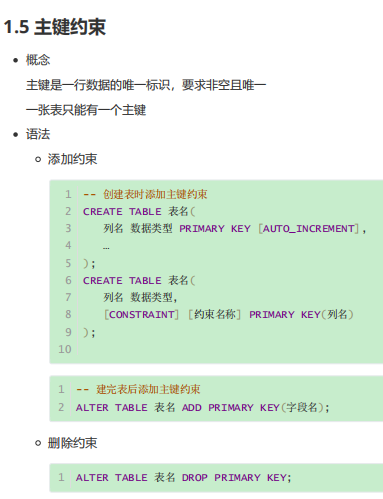 1.5 主键约束
概念
主键是一行数据的唯一标识，要求非空且唯一
一张表只能有一个主键
语法
添加约束
1 -- 创建表时添加主键约束
2 CREATE TABLE 表名(
3 列名 数据类型 PRIMARY KEY [AUTO_INCREMENT],
4 …
5 );
6 CREATE TABLE 表名(
7 列名 数据类型,
8 [CONSTRAINT] [约束名称] PRIMARY KEY(列名)
9 );
10
1 -- 建完表后添加主键约束
2 ALTER TABLE 表名 ADD PRIMARY KEY(字段名);
删除约束
1 ALTER TABLE 表名 DROP PRIMARY KEY;